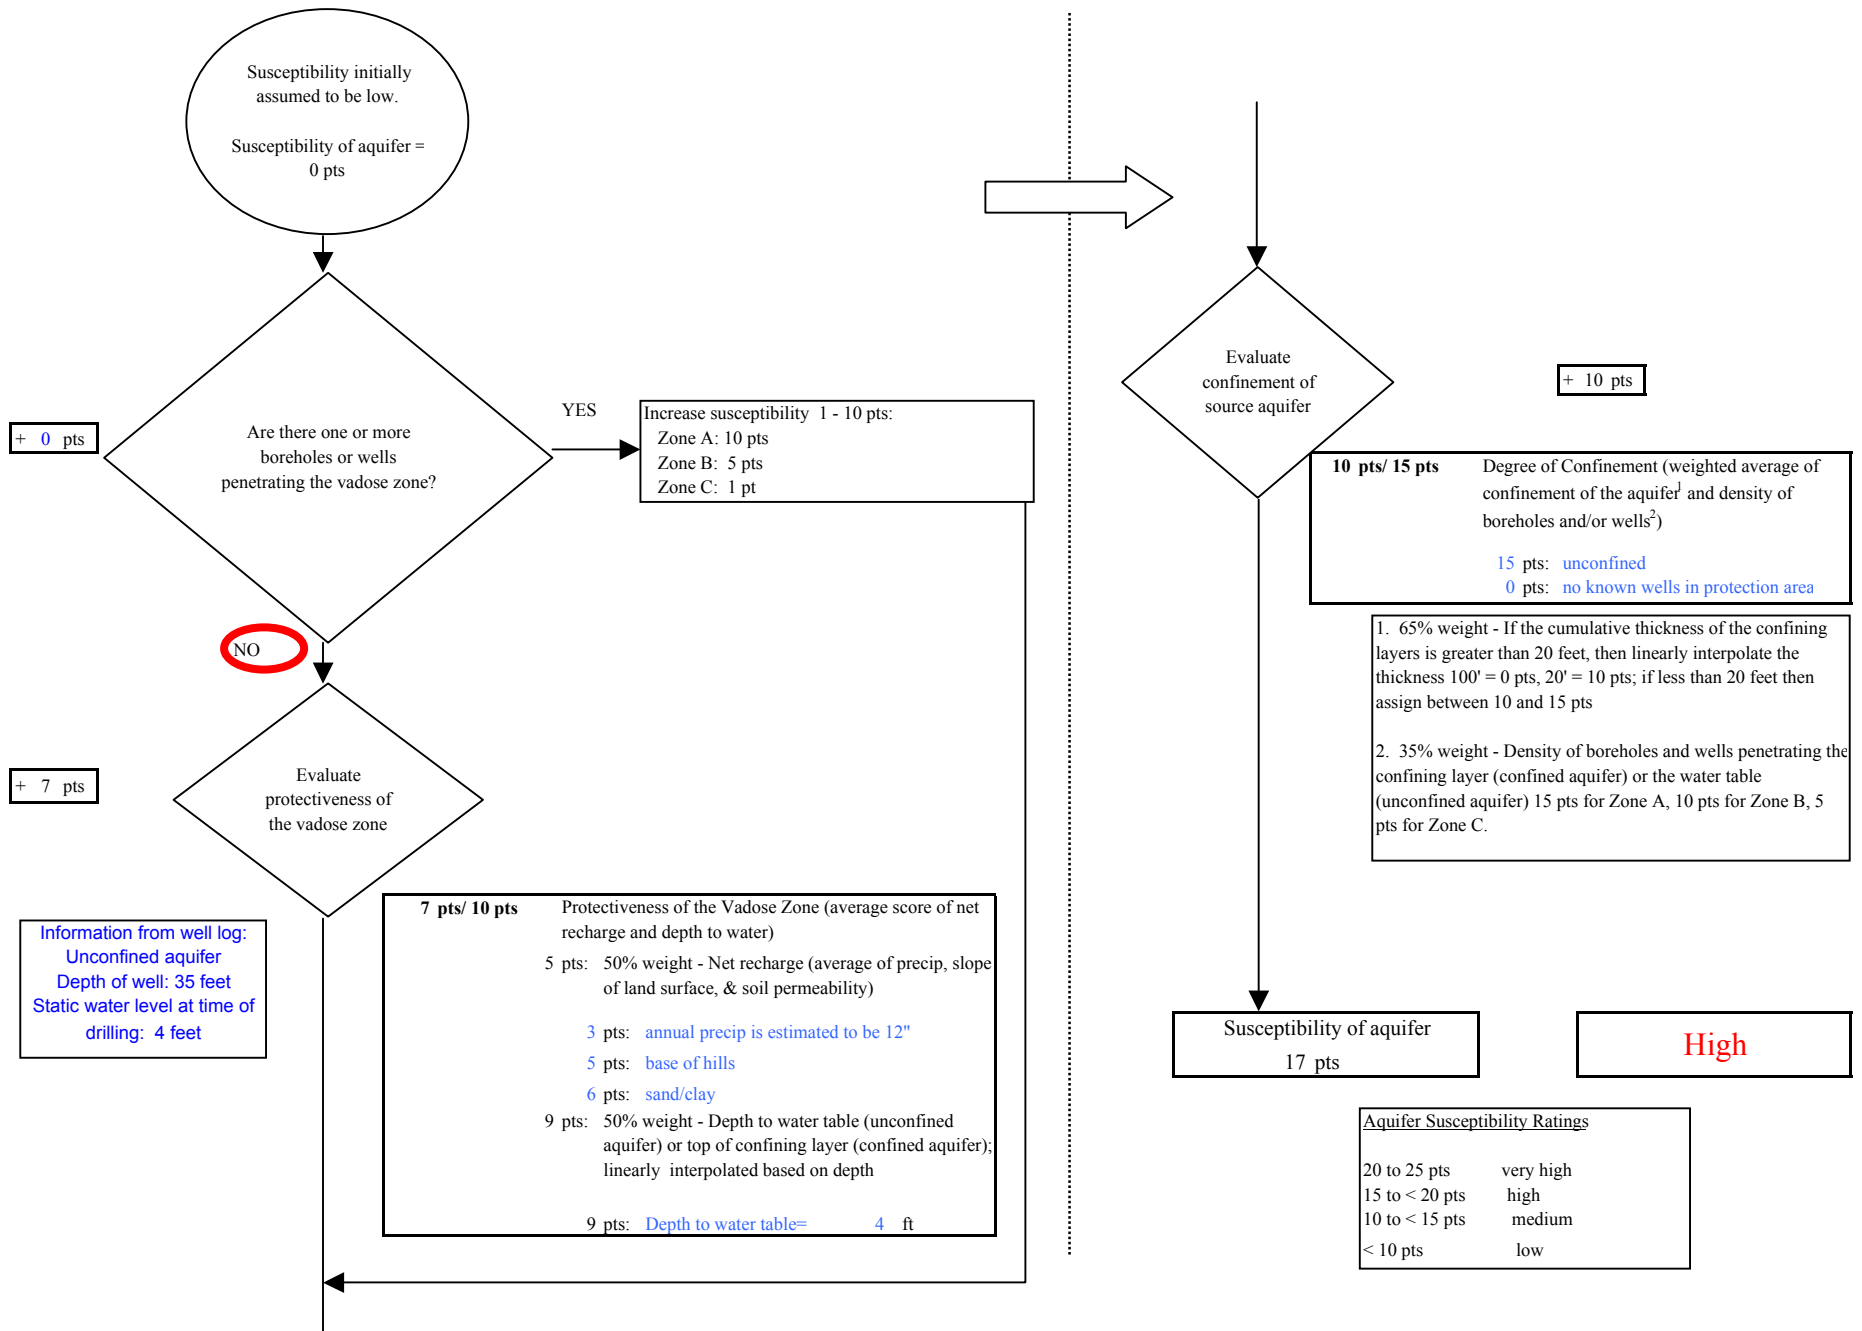 Susceptibility initially
assumed to be low.
Susceptibility of aquifer =
0 pts
+ 0 pts
Are there one or more
boreholes or wells
penetrating the vadose zone?
YES
Increase susceptibility 1 - 10 pts:
Zone A: 10 pts
Zone B: 5 pts
Zone C: 1 pt
NO
+ 7 pts
Evaluate
protectiveness of
the vadose zone
Information from well log:
Unconfined aquifer
Depth of well: 35 feet
Static water level at time of
drilling: 4 feet
7 pts/ 10 pts Protectiveness of the Vadose Zone (average score of net
recharge and depth to water)
5 pts: 50% weight - Net recharge (average of precip, slope
of land surface, & soil permeability)
3 pts: annual precip is estimated to be 12"
5 pts: base of hills
6 pts: sand/clay
9 pts: 50% weight - Depth to water table (unconfined
aquifer) or top of confining layer (confined aquifer);
linearly interpolated based on depth
9 pts: Depth to water table= 4 ft
Evaluate
confinement of
source aquifer
+ 10 pts
10 pts/ 15 pts Degree of Confinement (weighted average of
confinement of the aquifer1 and density of
boreholes and/or wells2)
15 pts: unconfined
0 pts: no known wells in protection area
1. 65% weight - If the cumulative thickness of the confining
layers is greater than 20 feet, then linearly interpolate the
thickness 100' = 0 pts, 20' = 10 pts; if less than 20 feet then
assign between 10 and 15 pts
2. 35% weight - Density of boreholes and wells penetrating the
confining layer (confined aquifer) or the water table
(unconfined aquifer) 15 pts for Zone A, 10 pts for Zone B, 5
pts for Zone C.
Susceptibility of aquifer
17 pts
High
Aquifer Susceptibility Ratings
20 to 25 pts very high
15 to < 20 pts high
10 to < 15 pts medium
< 10 pts low